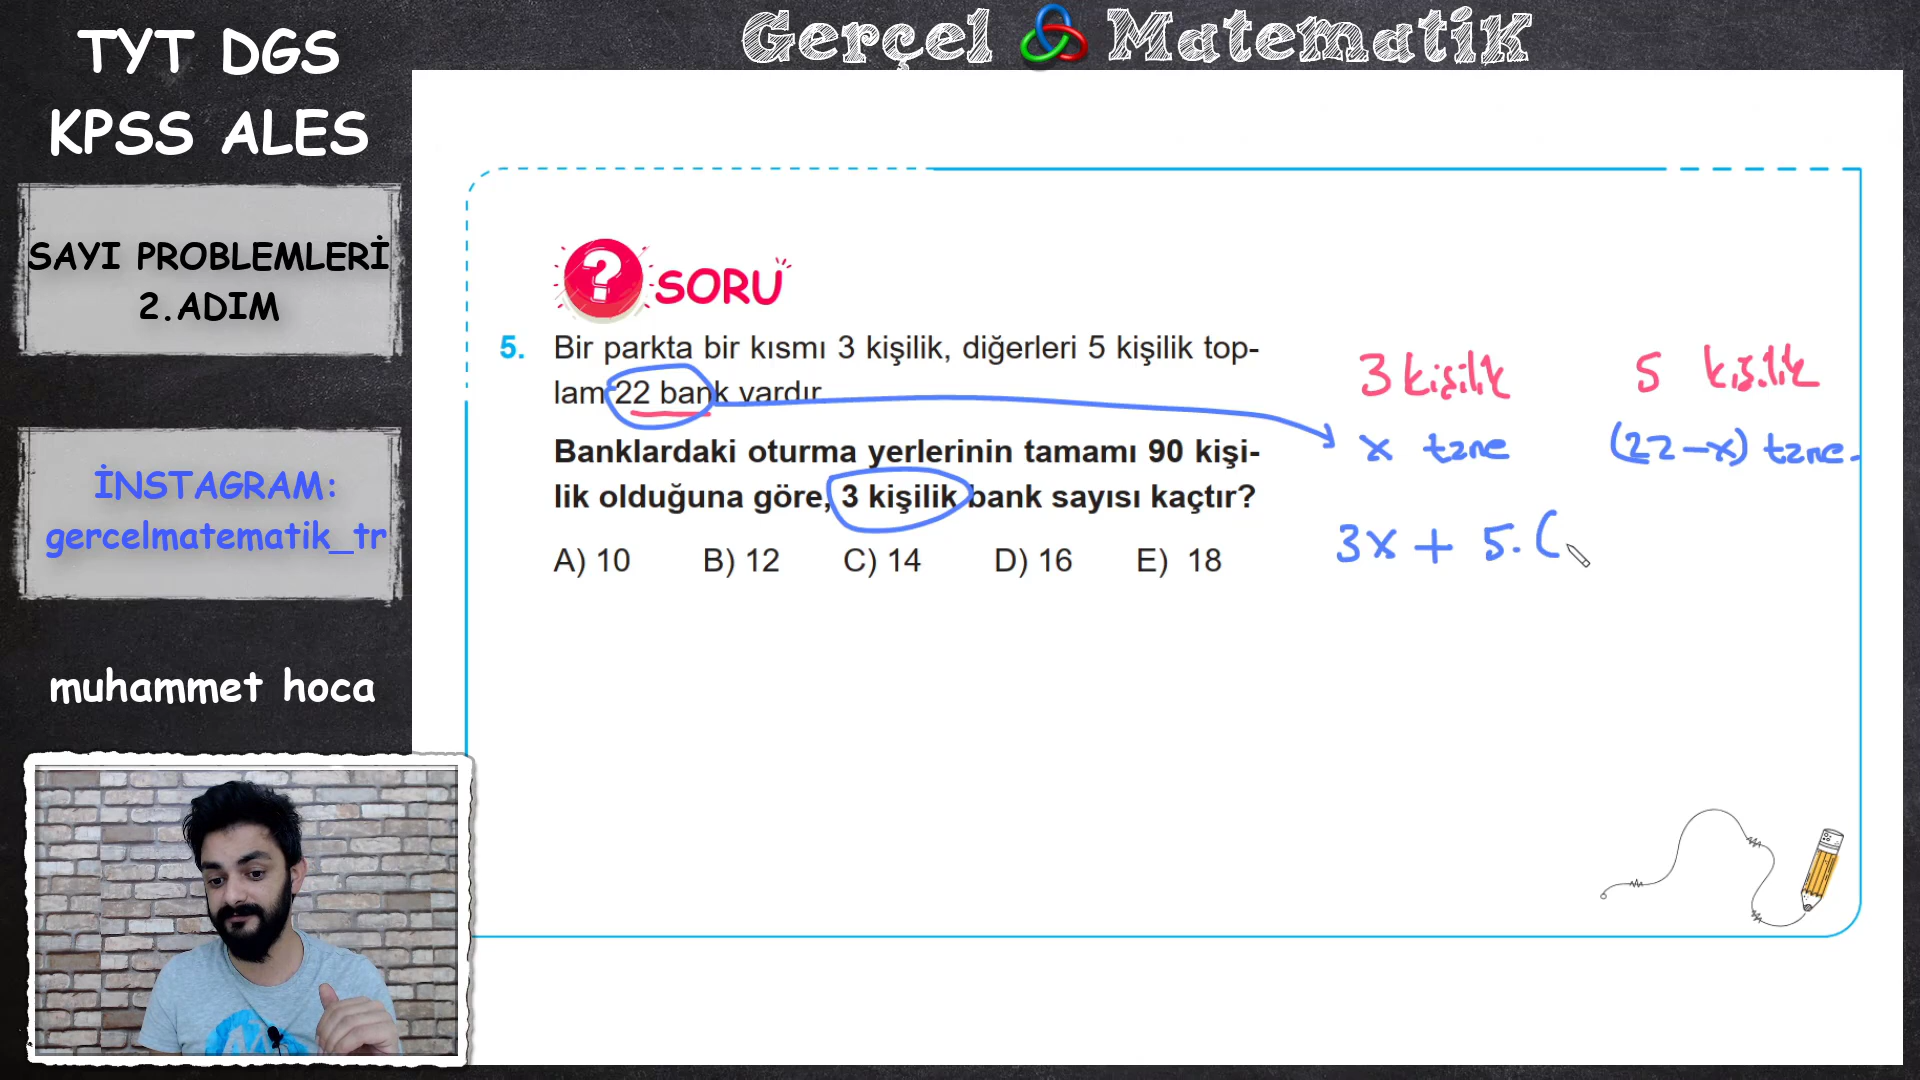 TYT DGS
KPSS ALES
SAYI PROBLEMLERİ
2.ADIM
İNSTAGRAM:
gercelmatematik_tr
muhammet hoca
Gerçel Matematik
? SORU
5. Bir parkta bir kısmı 3 kişilik, diğerleri 5 kişilik top-
lam 22 bank vardır
Banklardaki oturma yerlerinin tamamı 90 kişi-
lik olduğuna göre, 3 kişilik bank sayısı kaçtır?
A) 10 B) 12 C) 14 D) 16 E) 18
3 kişilik 5 kişilik
x tane (22-x) tane.
3x + 5. (